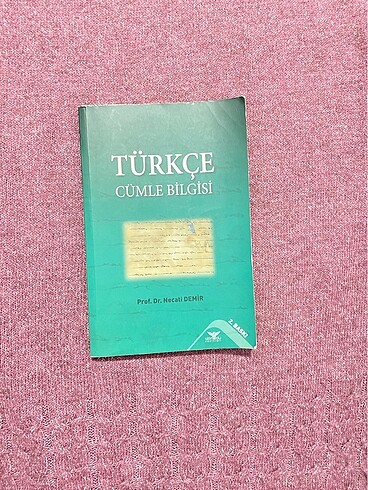 TÜRKÇE
CÜMLE BİLGİSİ
Prof. Dr. Necati DEMİR
2. BASKI